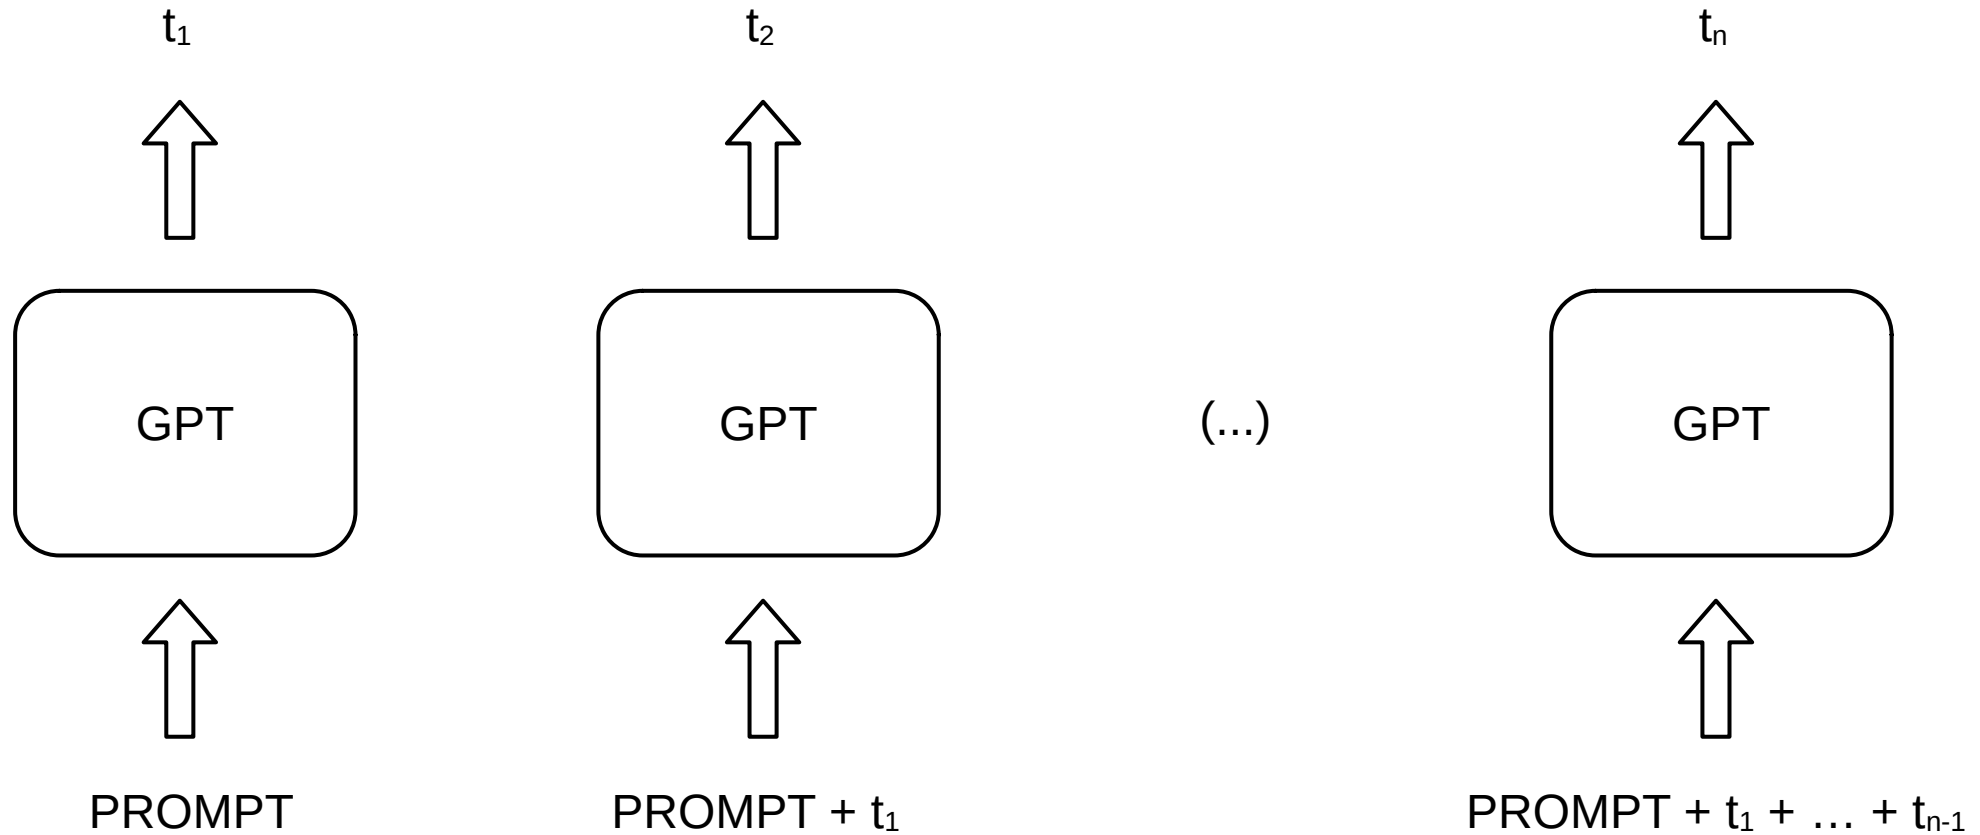 t₁ t₂ tₙ
GPT GPT (...) GPT
PROMPT PROMPT + t₁ PROMPT + t₁ + ... + tₙ₋₁